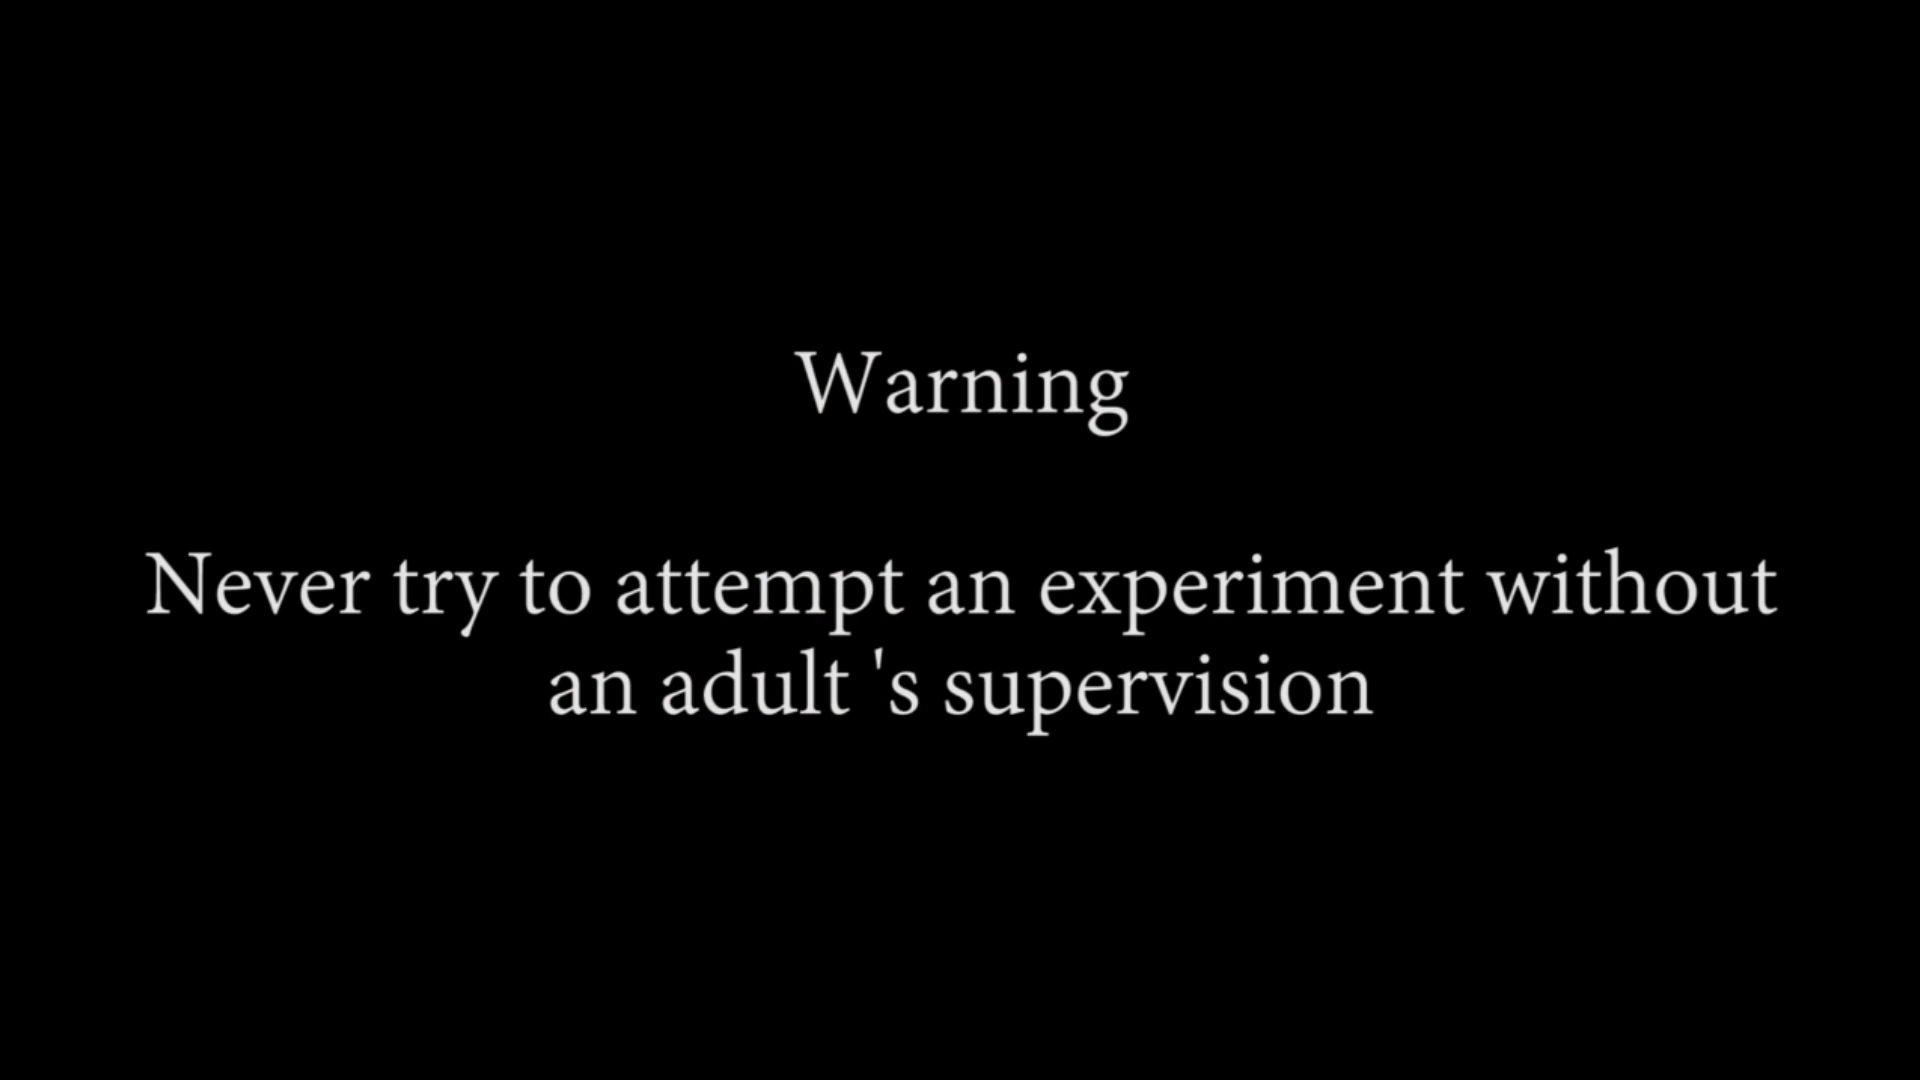 Warning
Never try to attempt an experiment without
an adult 's supervision